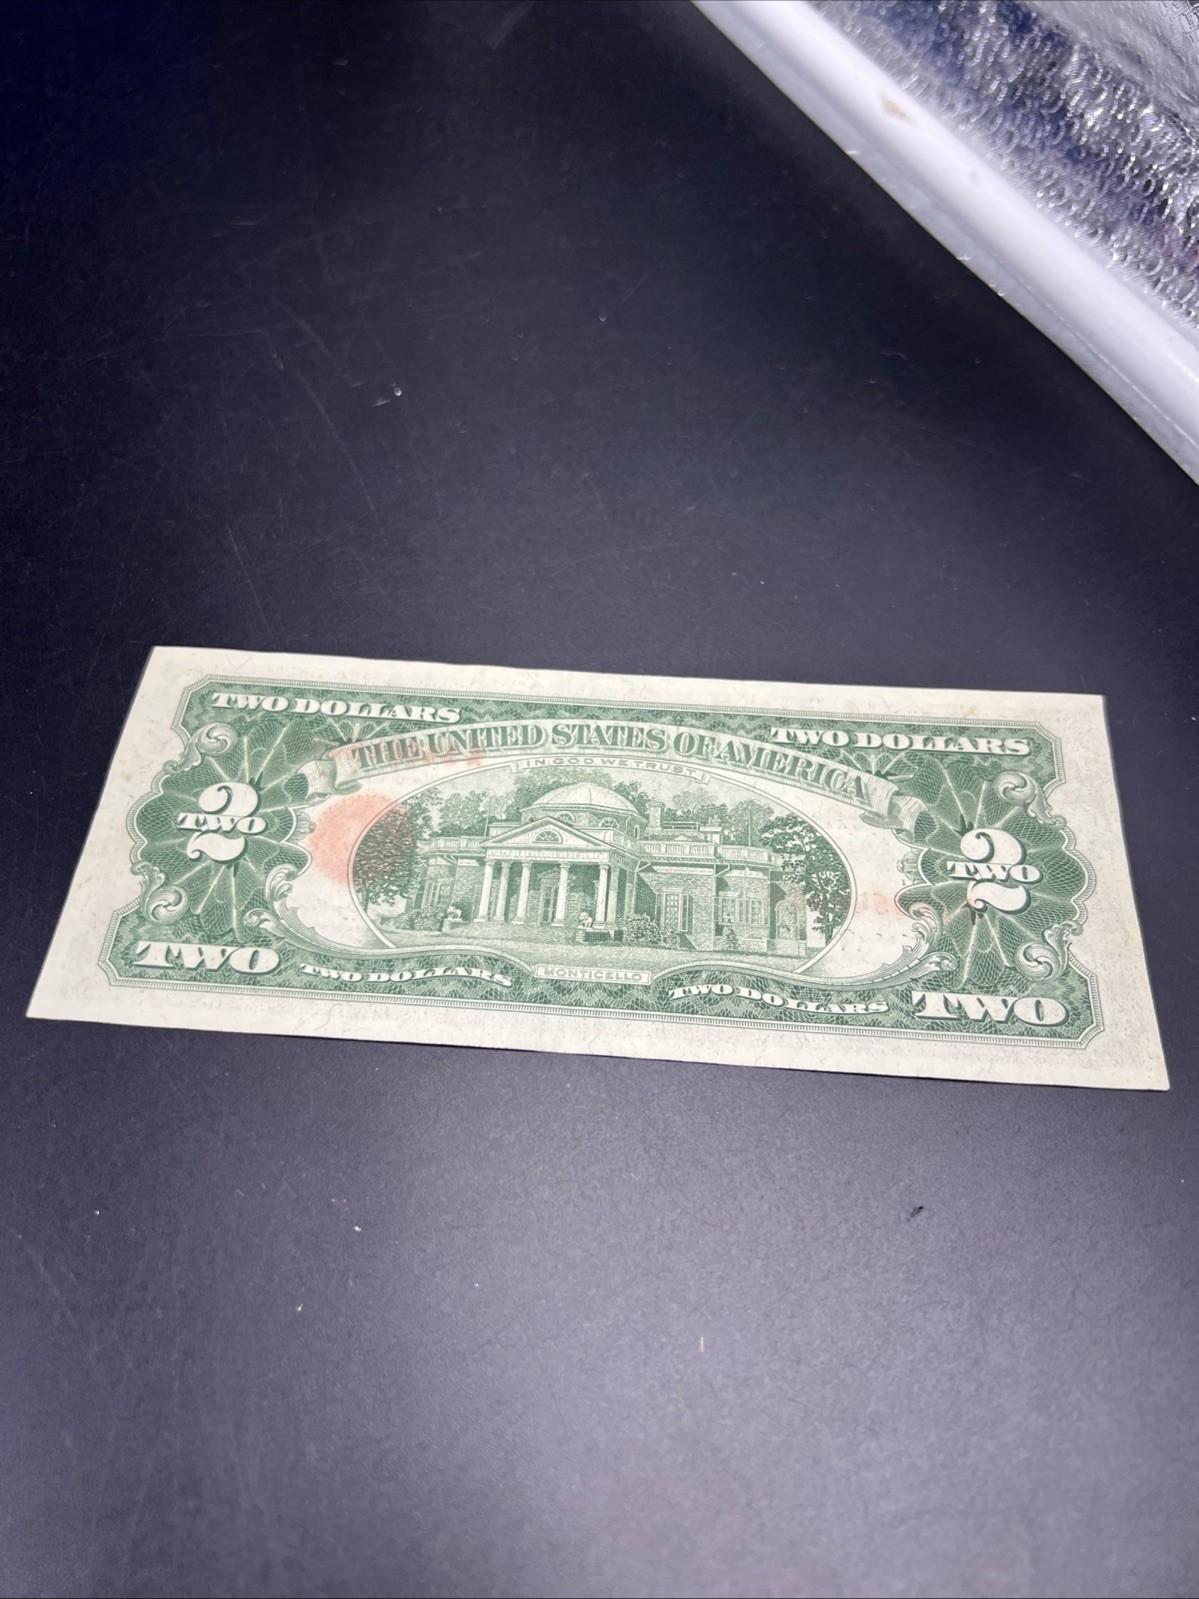 TWO DOLLARS
THE UNITED STATES OF AMERICA
TWO DOLLARS
IN GOD WE TRUST
2
TWO
2
TWO
TWO
TWO DOLLARS
MONTICELLO
TWO DOLLARS
TWO